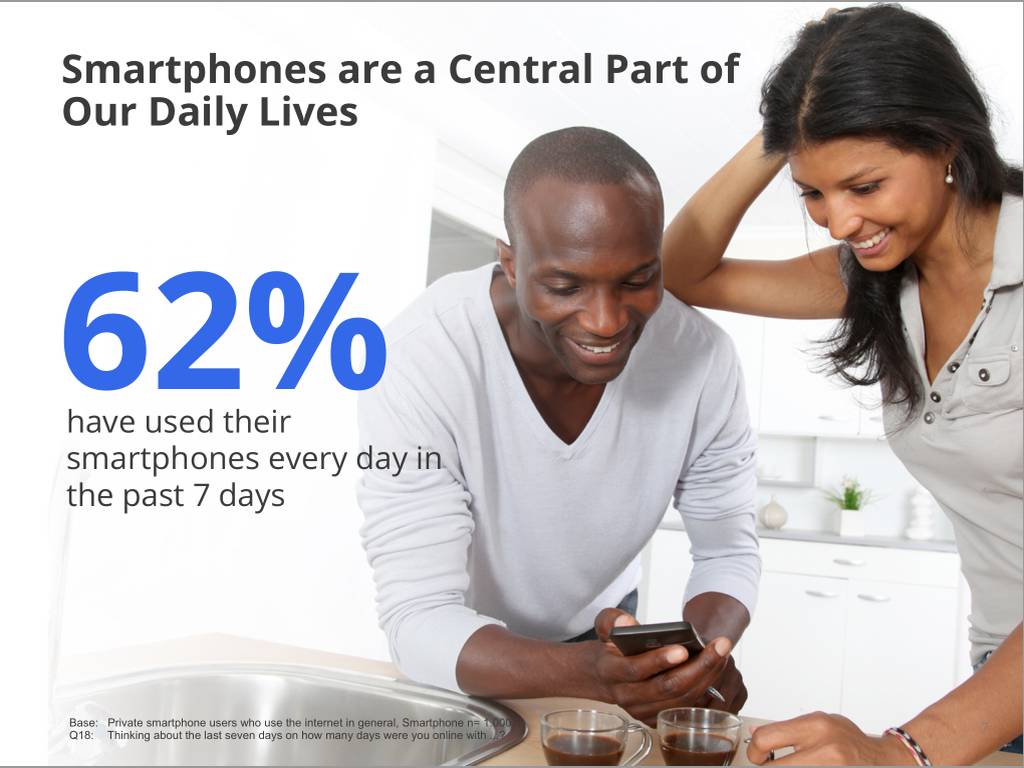 Smartphones are a Central Part of
Our Daily Lives
62%
have used their
smartphones every day in
the past 7 days
Base: Private smartphone users who use the internet in general, Smartphone n= 1.000
Q18: Thinking about the last seven days on how many days were you online with ...?